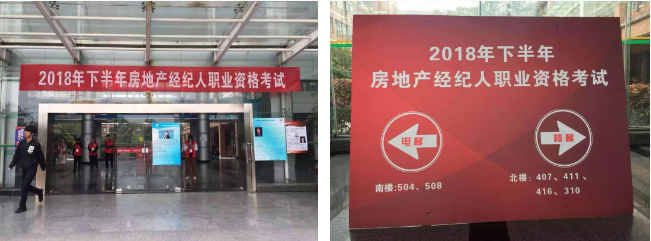 2018年下半年房地产经纪人职业资格考试
2018年下半年
房地产经纪人职业资格考试
电梯
楼梯
南楼:504、508
北楼: 407、411、
416、310